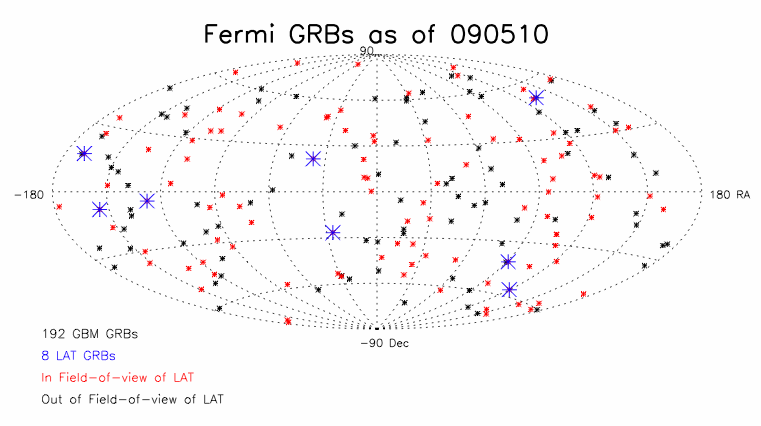 Fermi GRBs as of 090510
90
-180
180 RA
-90 Dec
192 GBM GRBs
8 LAT GRBs
In Field-of-view of LAT
Out of Field-of-view of LAT